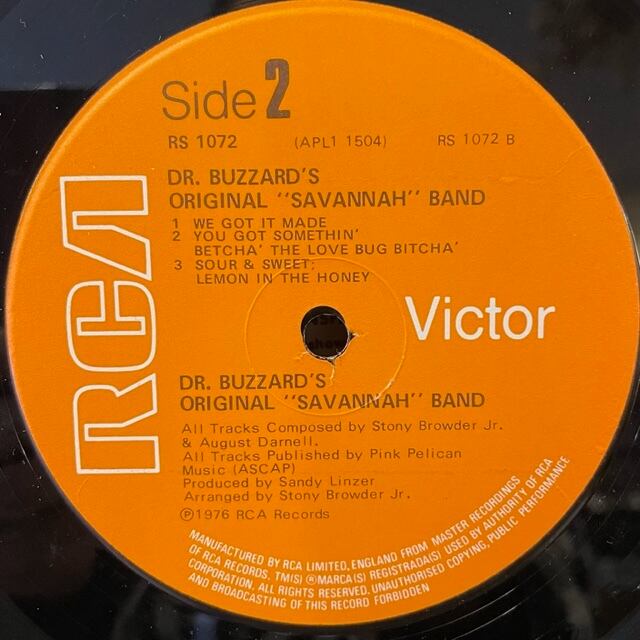 Side 2
RS 1072 (APL1 1504) RS 1072 B
DR. BUZZARD'S
ORIGINAL "SAVANNAH" BAND
1 WE GOT IT MADE
2 YOU GOT SOMETHIN'
BETCHA' THE LOVE BUG BITCHA'
3 SOUR & SWEET;
LEMON IN THE HONEY
RCA
Victor
DR. BUZZARD'S
ORIGINAL "SAVANNAH" BAND
All Tracks Composed by Stony Browder Jr.
& August Darnell.
All Tracks Published by Pink Pelican
Music (ASCAP)
Produced by Sandy Linzer
Arranged by Stony Browder Jr.
Ⓟ1976 RCA Records
MANUFACTURED BY RCA LIMITED, ENGLAND FROM MASTER RECORDINGS
OF RCA RECORDS. TM(S) ® MARCA(S) REGISTRADA(S) USED BY AUTHORITY OF RCA
CORPORATION. ALL RIGHTS RESERVED. UNAUTHORISED COPYING, PUBLIC PERFORMANCE
AND BROADCASTING OF THIS RECORD FORBIDDEN